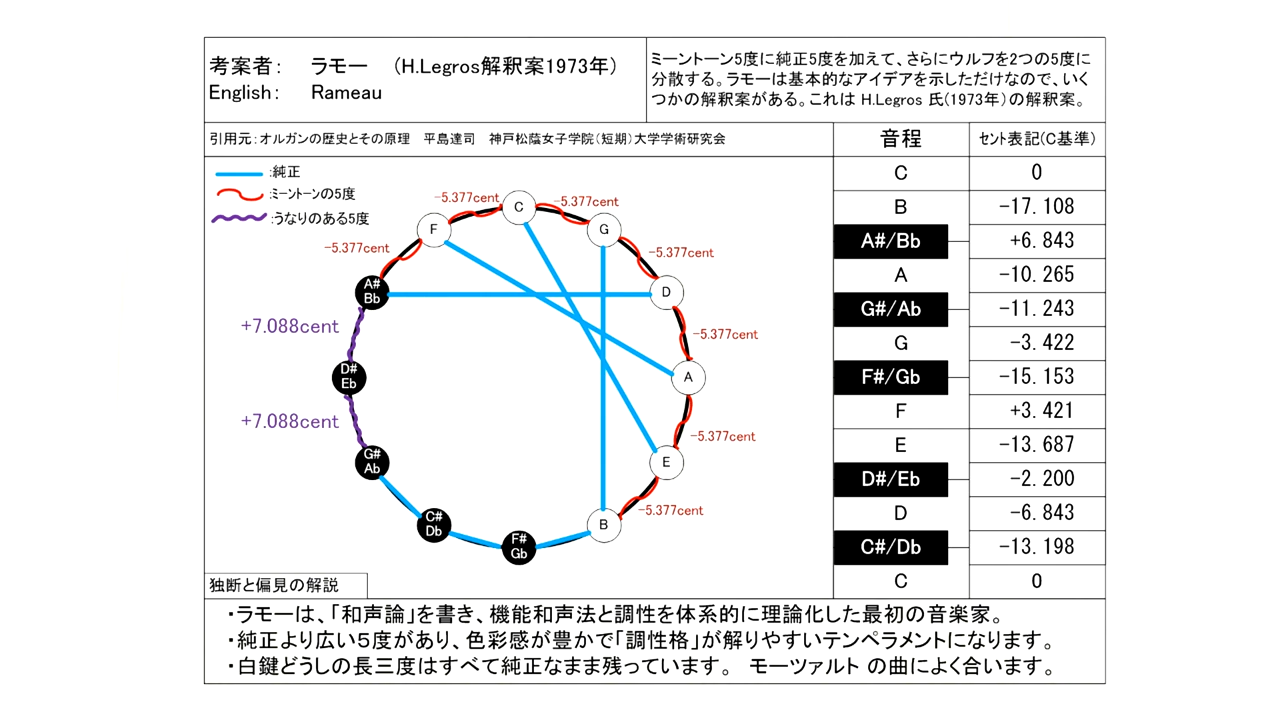 考案者： ラモー （H.Legros解釈案1973年）
English： Rameau
ミーントーン5度に純正5度を加えて、さらにウルフを2つの5度に
分散する。ラモーは基本的なアイデアを示しただけなので、いく
つかの解釈案がある。これは H.Legros 氏(1973年)の解釈案。
引用元：オルガンの歴史とその原理 平島達司 神戸松蔭女子学院（短期）大学学術研究会
音程 セント表記(C基準)
:純正
:ミーントーンの5度
:うなりのある5度
-5.377cent
-5.377cent
-5.377cent
-5.377cent
-5.377cent
-5.377cent
-5.377cent
+7.088cent
+7.088cent
C
G
D
A
E
B
F#
Gb
C#
Db
G#
Ab
D#
Eb
A#
Bb
F
C 0
B -17.108
A#/Bb +6.843
A -10.265
G#/Ab -11.243
G -3.422
F#/Gb -15.153
F +3.421
E -13.687
D#/Eb -2.200
D -6.843
C#/Db -13.198
C 0
独断と偏見の解説
・ラモーは、「和声論」を書き、機能和声法と調性を体系的に理論化した最初の音楽家。
・純正より広い5度があり、色彩感が豊かで「調性格」が解りやすいテンペラメントになります。
・白鍵どうしの長三度はすべて純正なまま残っています。 モーツァルト の曲によく合います。